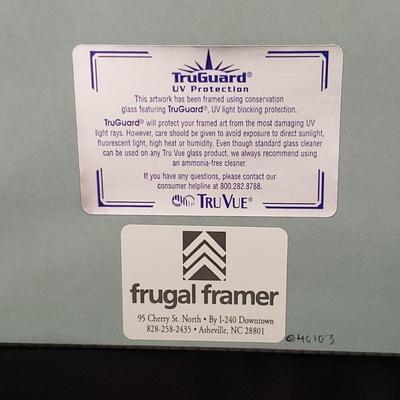 TruGuard®
UV Protection
This artwork has been framed using conservation
glass featuring TruGuard®, UV light blocking protection.
TruGuard® will protect your framed art from the most damaging UV
light rays. However, care should be given to avoid exposure to direct sunlight,
fluorescent light, high heat or humidity. Even though standard glass cleaner
can be used on any Tru Vue glass product, we always recommend using
an ammonia-free cleaner.
If you have any questions, please contact our
consumer helpline at 800.282.8788.
TRU VUE®
frugal framer
95 Cherry St. North • By I-240 Downtown
828-258-2435 • Asheville, NC 28801
040103